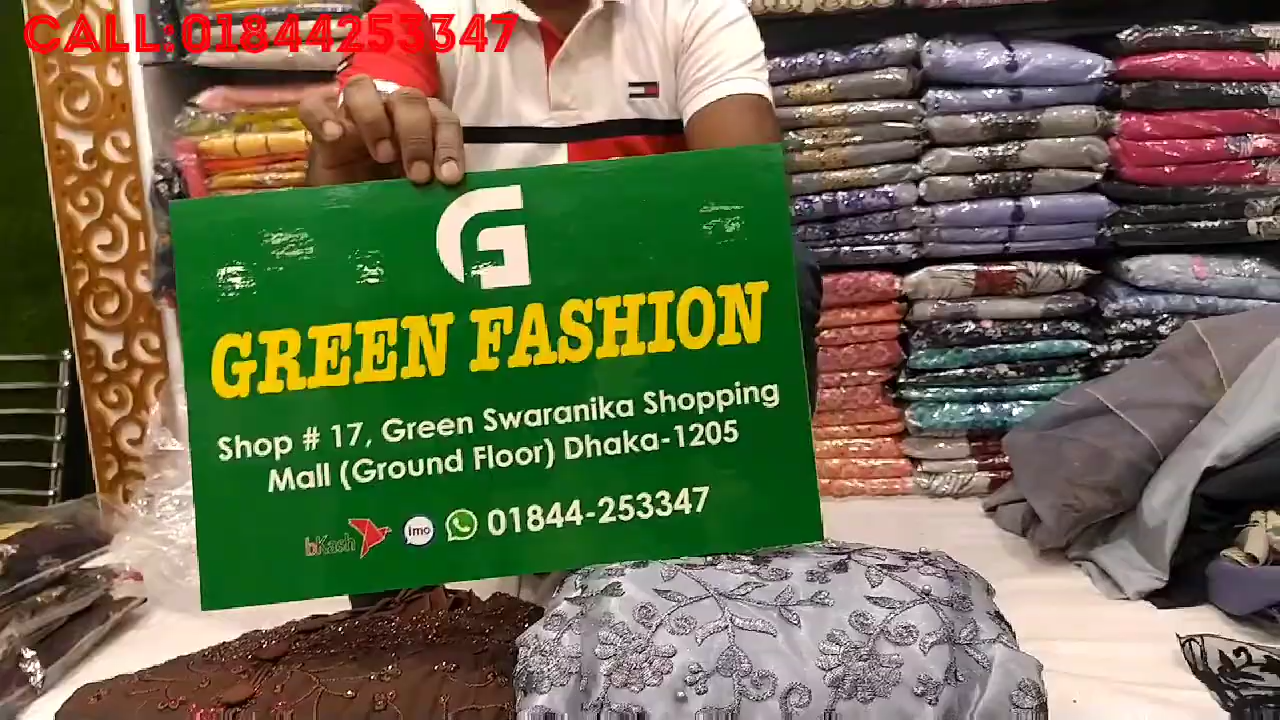 CALL:01844253347
G
GREEN FASHION
Shop # 17, Green Swaranika Shopping
Mall (Ground Floor) Dhaka-1205
bKash imo 01844-253347